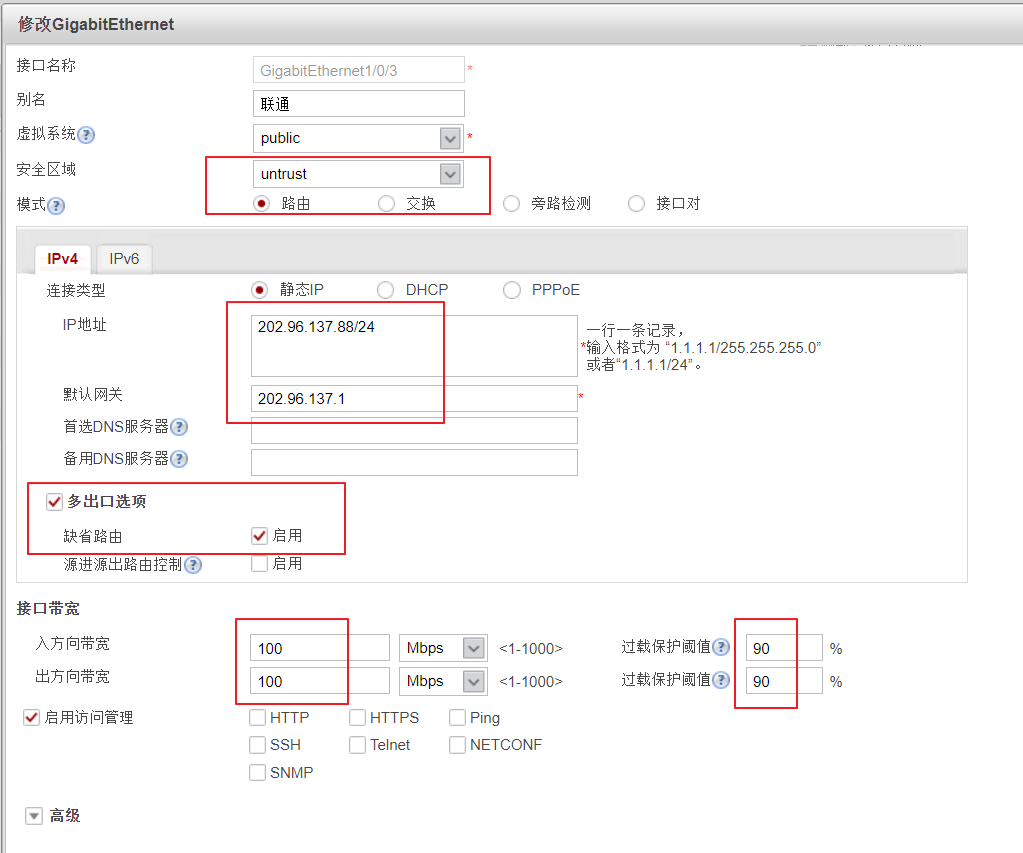 修改GigabitEthernet
接口名称 GigabitEthernet1/0/3 *
别名 联通
虚拟系统 ? public *
安全区域 untrust
模式 ? 路由 交换 旁路检测 接口对
IPv4 IPv6
连接类型 静态IP DHCP PPPoE
IP地址 202.96.137.88/24
一行一条记录，
*输入格式为 “1.1.1.1/255.255.255.0”
或者“1.1.1.1/24”。
默认网关 202.96.137.1 *
首选DNS服务器 ?
备用DNS服务器 ?
多出口选项
缺省路由 启用
源进源出路由控制 ? 启用
接口带宽
入方向带宽 100 Mbps <1-1000> 过载保护阈值 ? 90 %
出方向带宽 100 Mbps <1-1000> 过载保护阈值 ? 90 %
启用访问管理 HTTP HTTPS Ping
SSH Telnet NETCONF
SNMP
高级